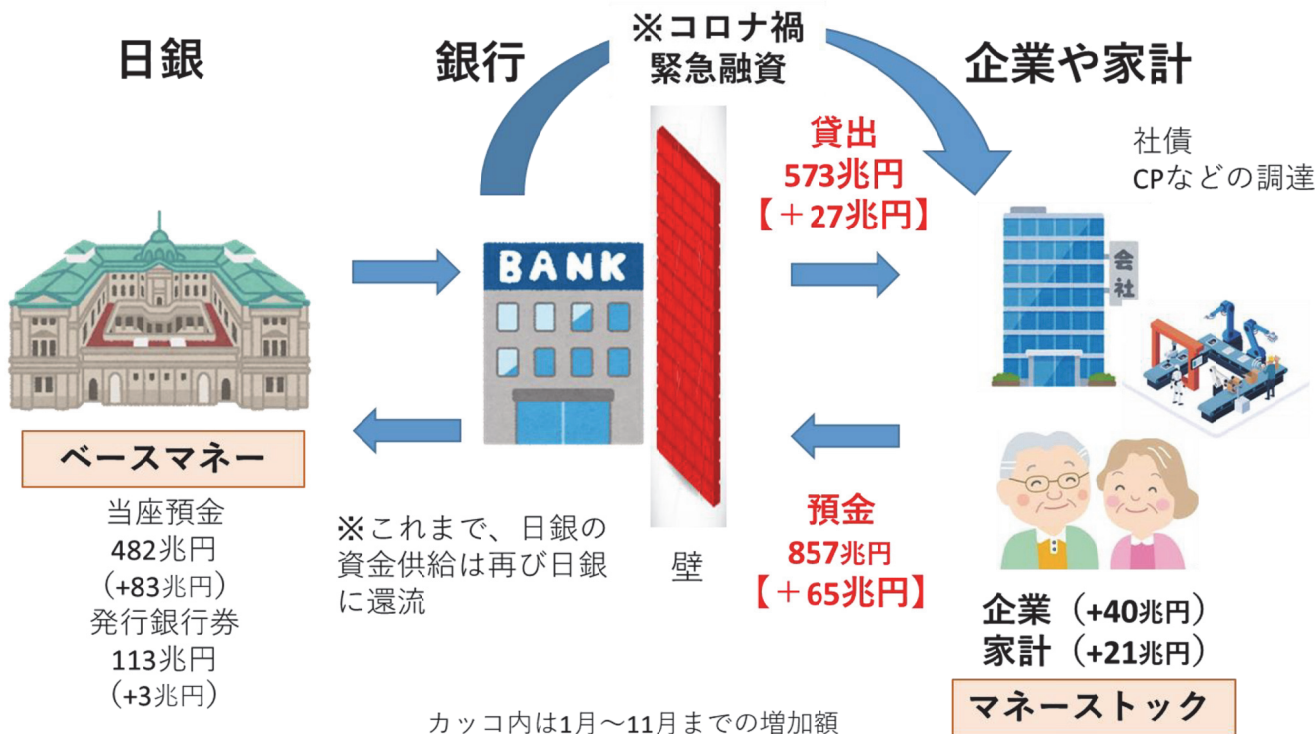 日銀
銀行
※コロナ禍
緊急融資
企業や家計
貸出
573兆円
【＋27兆円】
社債
CPなどの調達
BANK
会社
ベースマネー
当座預金
482兆円
(+83兆円)
発行銀行券
113兆円
(+3兆円)
※これまで、日銀の
資金供給は再び日銀
に還流
壁
預金
857兆円
【＋65兆円】
企業（+40兆円）
家計（+21兆円）
マネーストック
カッコ内は1月～11月までの増加額